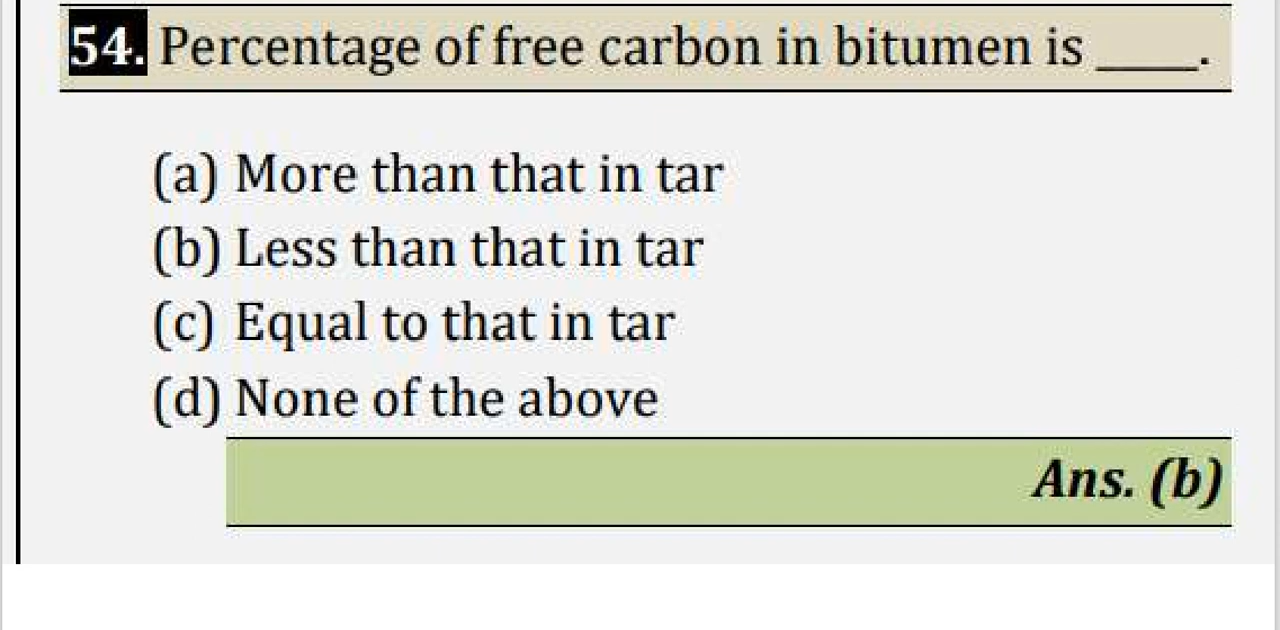 54. Percentage of free carbon in bitumen is _____.
(a) More than that in tar
(b) Less than that in tar
(c) Equal to that in tar
(d) None of the above
Ans. (b)